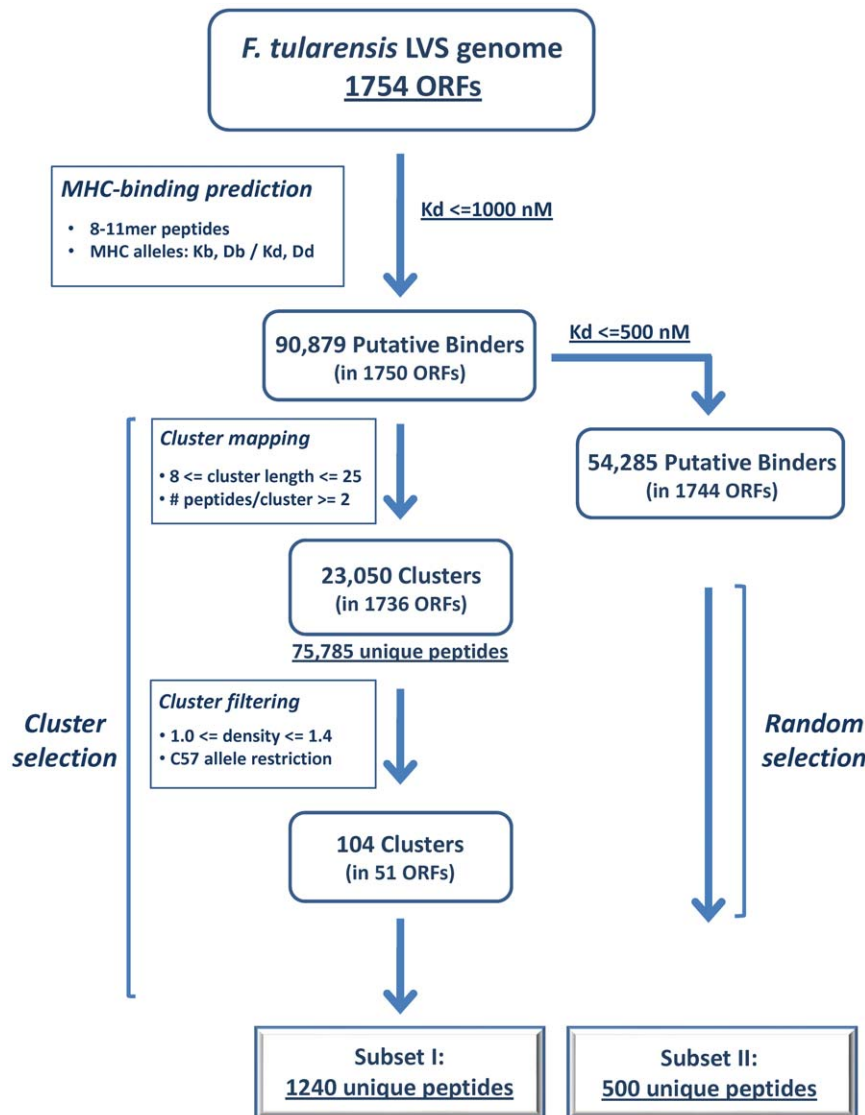 F. tularensis LVS genome
1754 ORFs
MHC-binding prediction
• 8-11mer peptides
• MHC alleles: Kb, Db / Kd, Dd
Kd <=1000 nM
90,879 Putative Binders
(in 1750 ORFs)
Kd <=500 nM
Cluster mapping
• 8 <= cluster length <= 25
• # peptides/cluster >= 2
54,285 Putative Binders
(in 1744 ORFs)
23,050 Clusters
(in 1736 ORFs)
75,785 unique peptides
Cluster filtering
• 1.0 <= density <= 1.4
• C57 allele restriction
Cluster
selection
Random
selection
104 Clusters
(in 51 ORFs)
Subset I:
1240 unique peptides
Subset II:
500 unique peptides